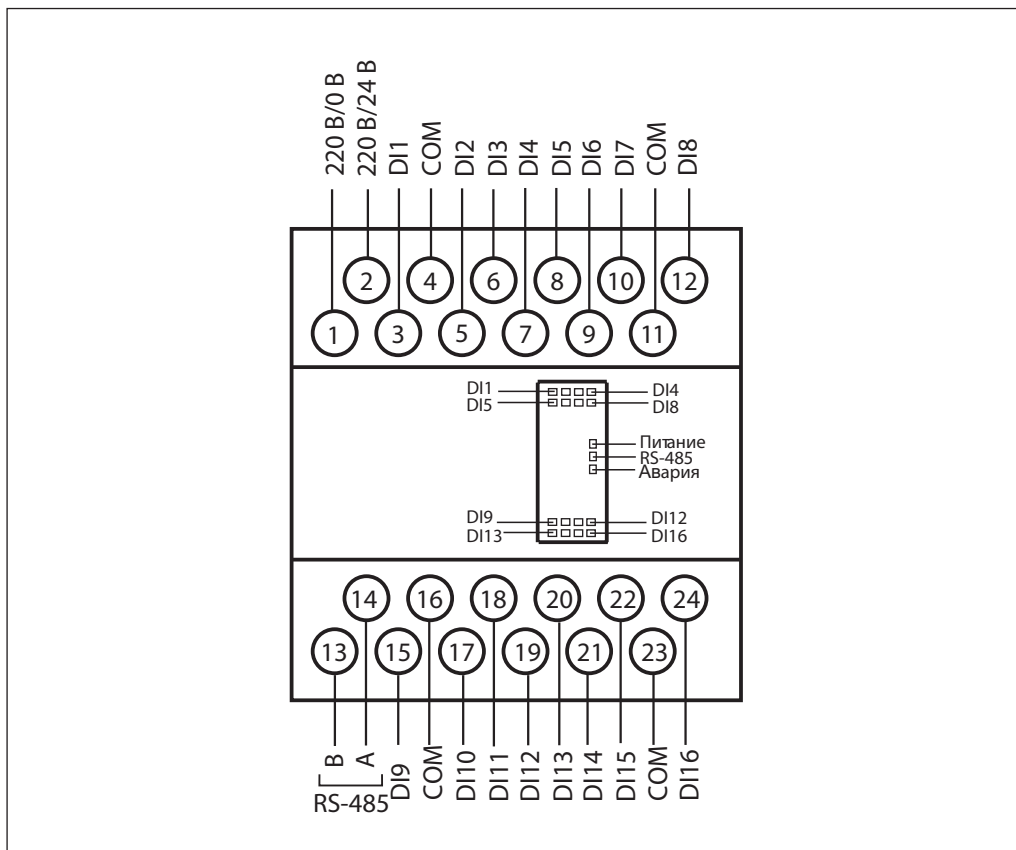 220 В/0 В
220 В/24 В
DI1
COM
DI2
DI3
DI4
DI5
DI6
DI7
COM
DI8
2
4
6
8
10
12
1
3
5
7
9
11
DI1
DI4
DI5
DI8
Питание
RS-485
Авария
DI9
DI12
DI13
DI16
14
16
18
20
22
24
13
15
17
19
21
23
B
A
DI9
COM
DI10
DI11
DI12
DI13
DI14
DI15
COM
DI16
RS-485